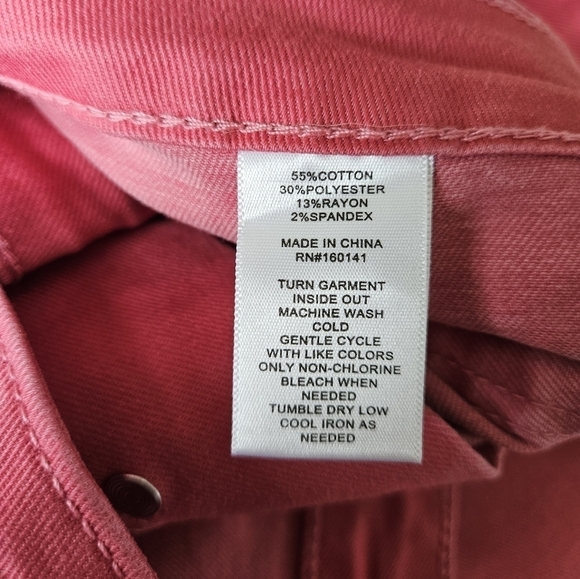 55%COTTON
30%POLYESTER
13%RAYON
2%SPANDEX
MADE IN CHINA
RN#160141
TURN GARMENT
INSIDE OUT
MACHINE WASH
COLD
GENTLE CYCLE
WITH LIKE COLORS
ONLY NON-CHLORINE
BLEACH WHEN
NEEDED
TUMBLE DRY LOW
COOL IRON AS
NEEDED